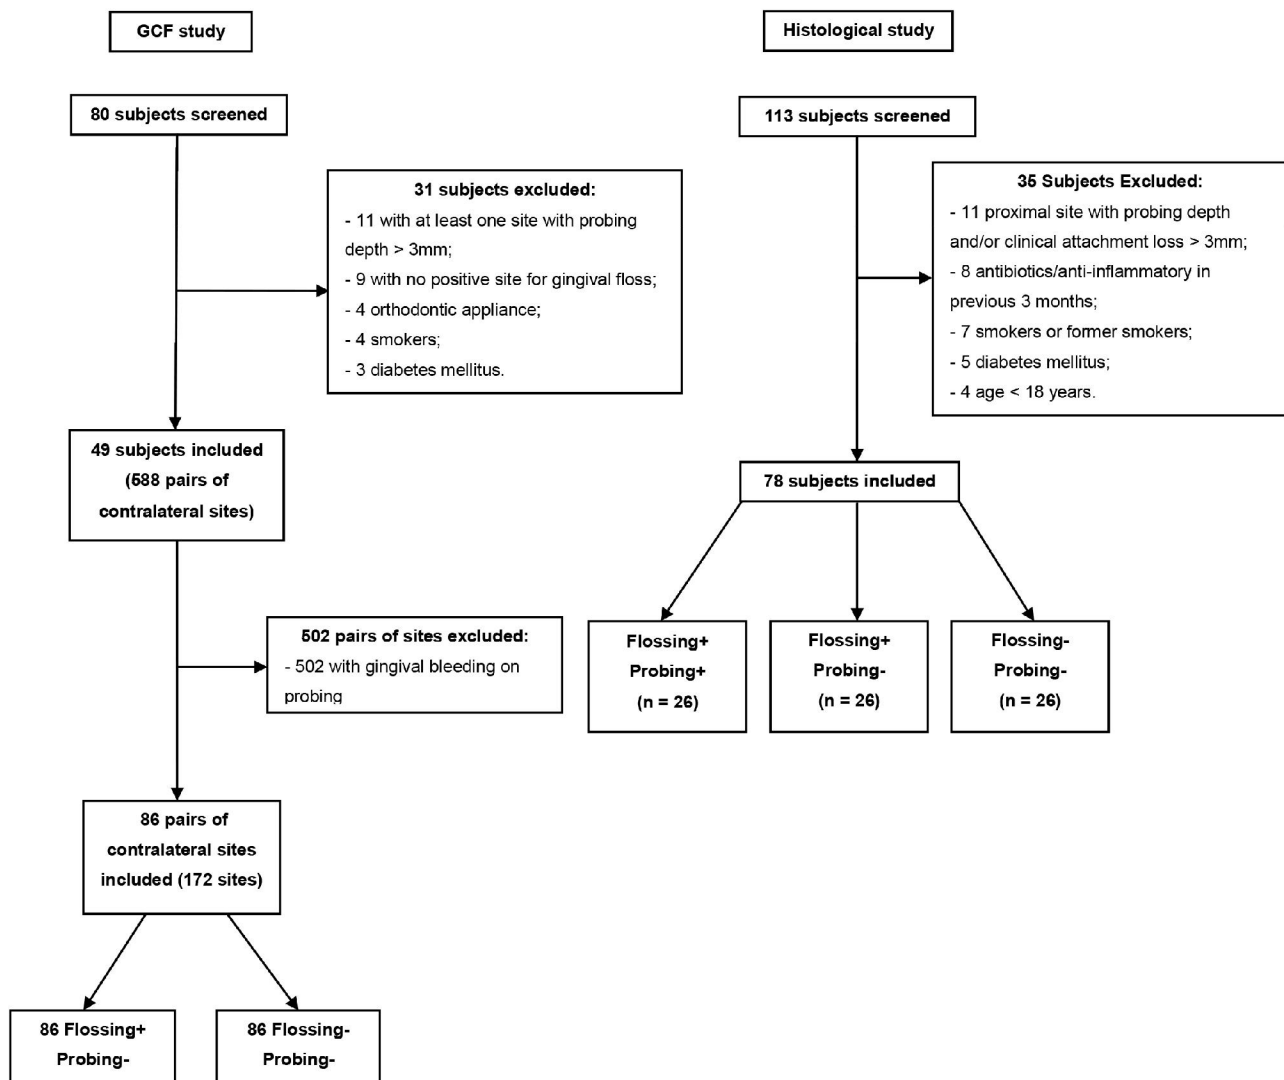 GCF study
80 subjects screened
31 subjects excluded:
- 11 with at least one site with probing
depth > 3mm;
- 9 with no positive site for gingival floss;
- 4 orthodontic appliance;
- 4 smokers;
- 3 diabetes mellitus.
49 subjects included
(588 pairs of
contralateral sites)
502 pairs of sites excluded:
- 502 with gingival bleeding on
probing
86 pairs of
contralateral sites
included (172 sites)
86 Flossing+
Probing-
86 Flossing-
Probing-
Histological study
113 subjects screened
35 Subjects Excluded:
- 11 proximal site with probing depth
and/or clinical attachment loss > 3mm;
- 8 antibiotics/anti-inflammatory in
previous 3 months;
- 7 smokers or former smokers;
- 5 diabetes mellitus;
- 4 age < 18 years.
78 subjects included
Flossing+
Probing+
(n = 26)
Flossing+
Probing-
(n = 26)
Flossing-
Probing-
(n = 26)